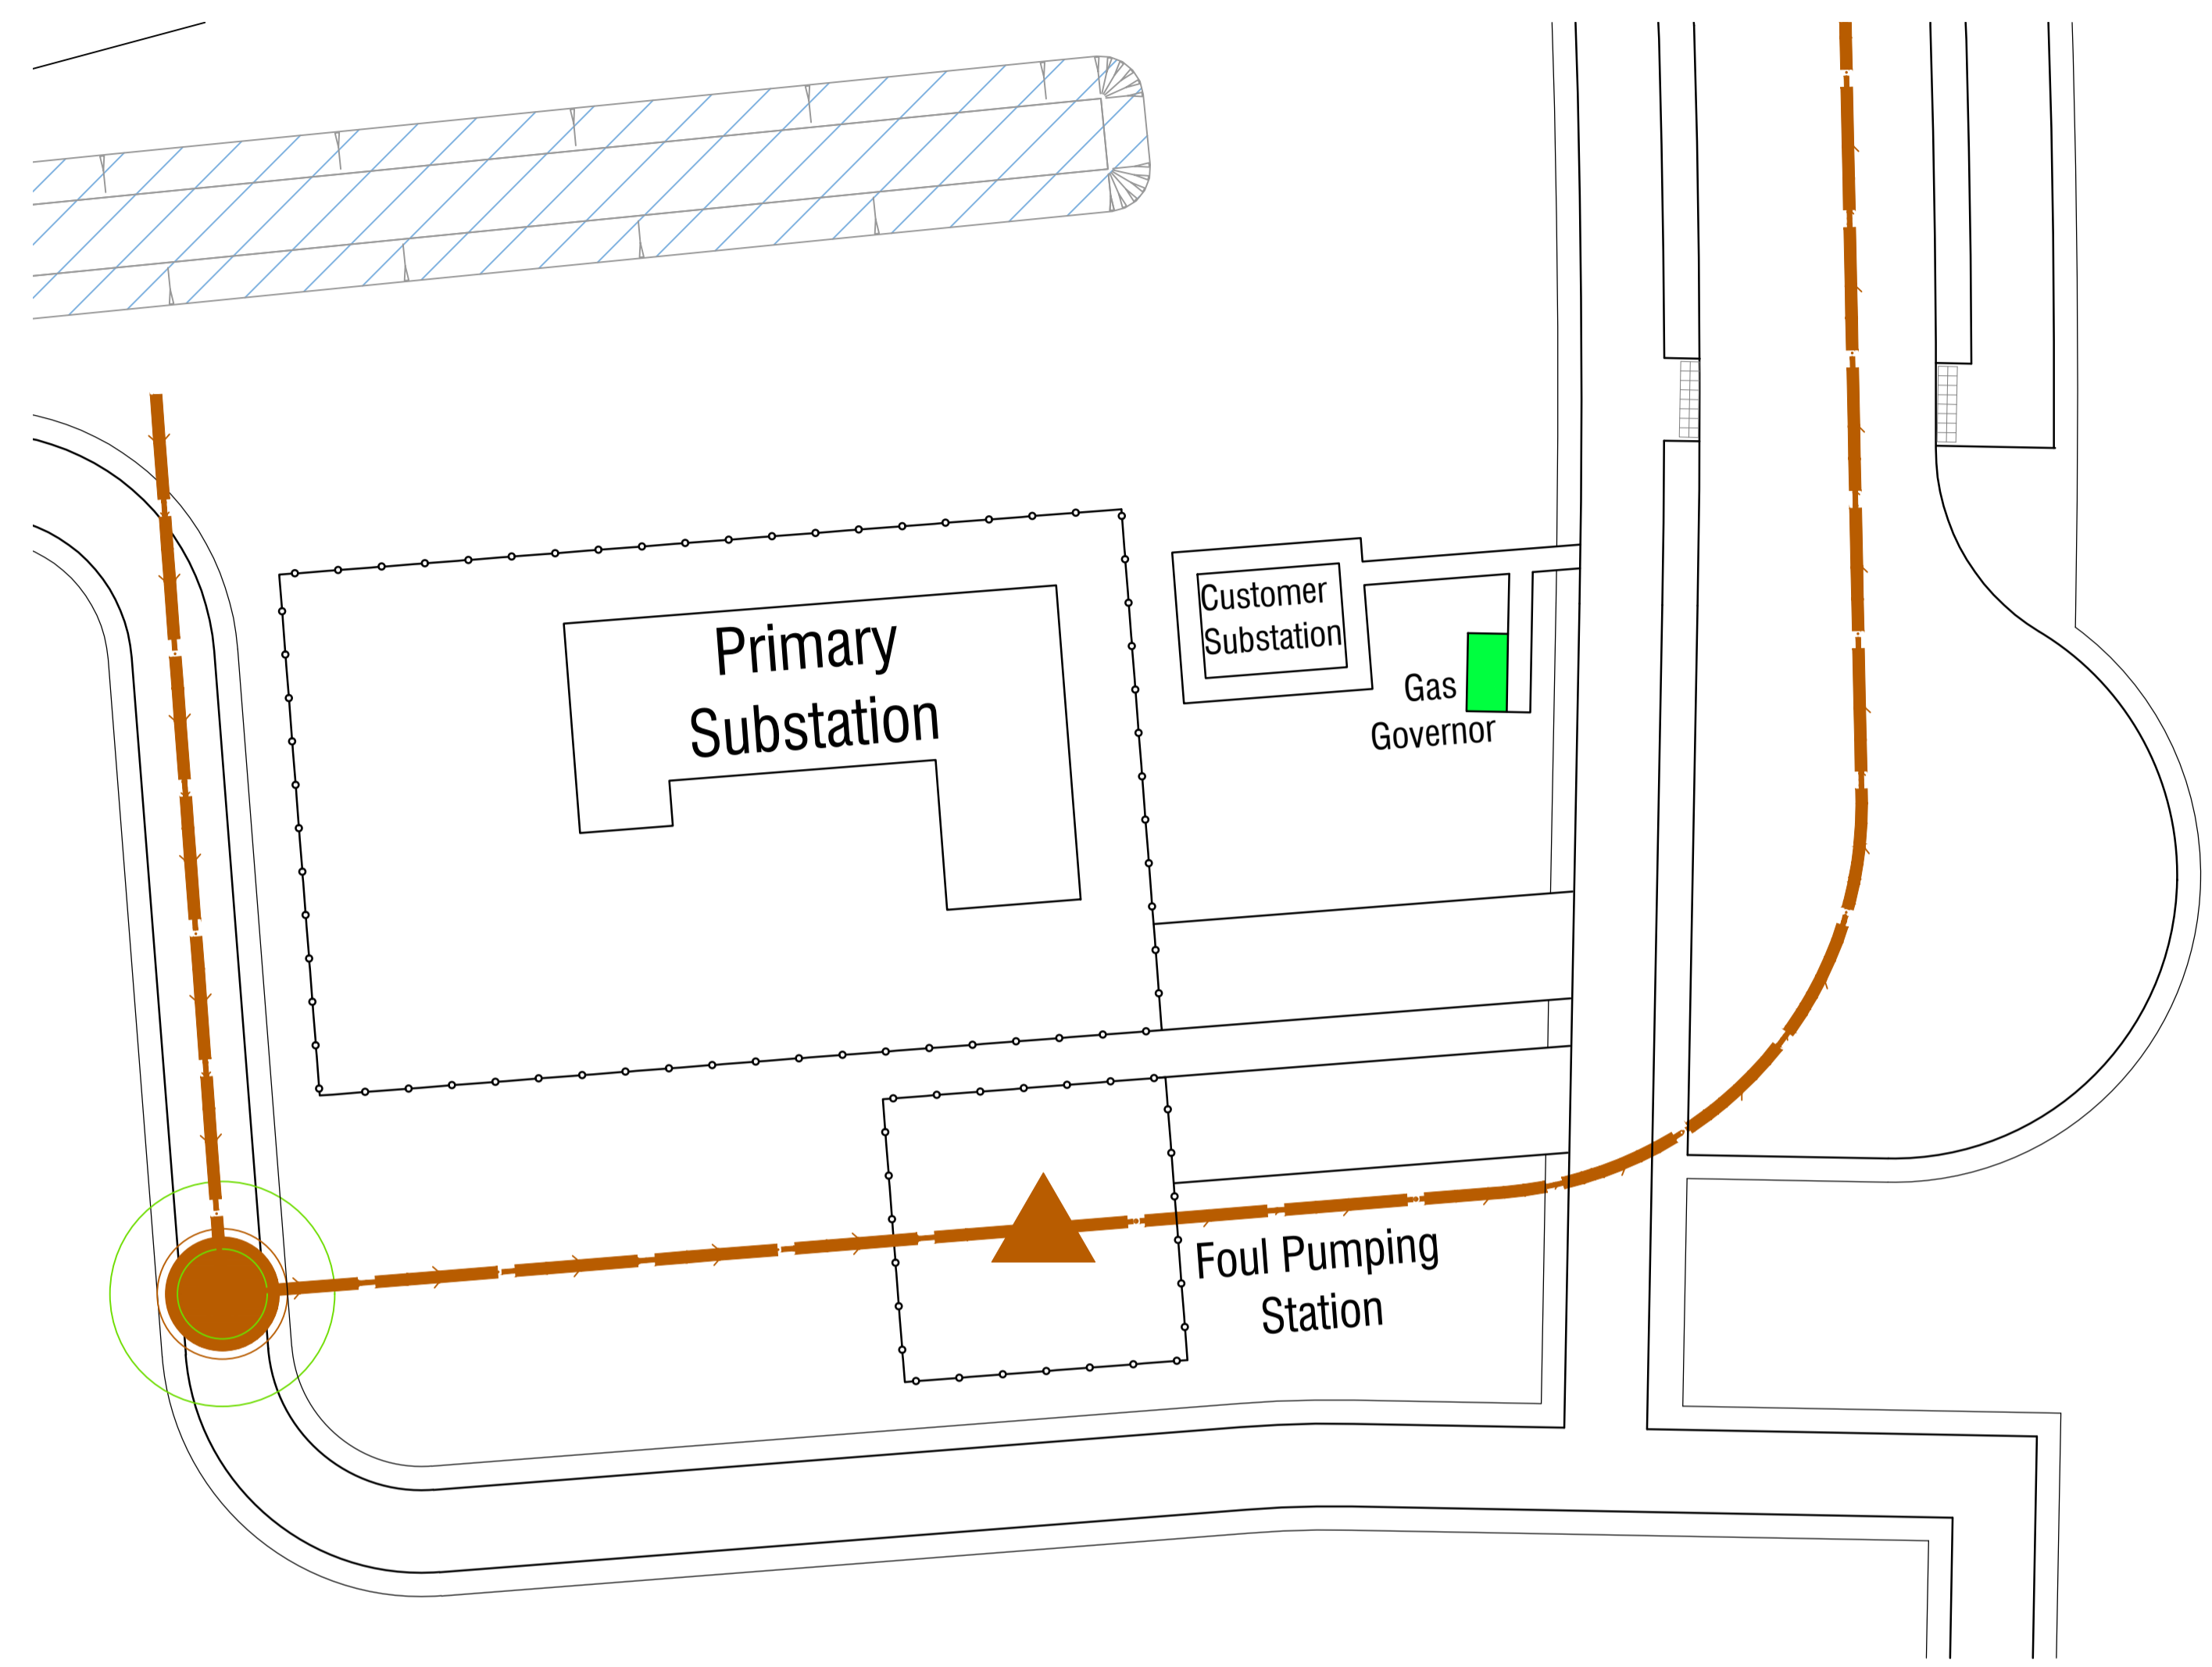 Primary
Substation
Customer
Substation
Gas
Governor
Foul Pumping
Station